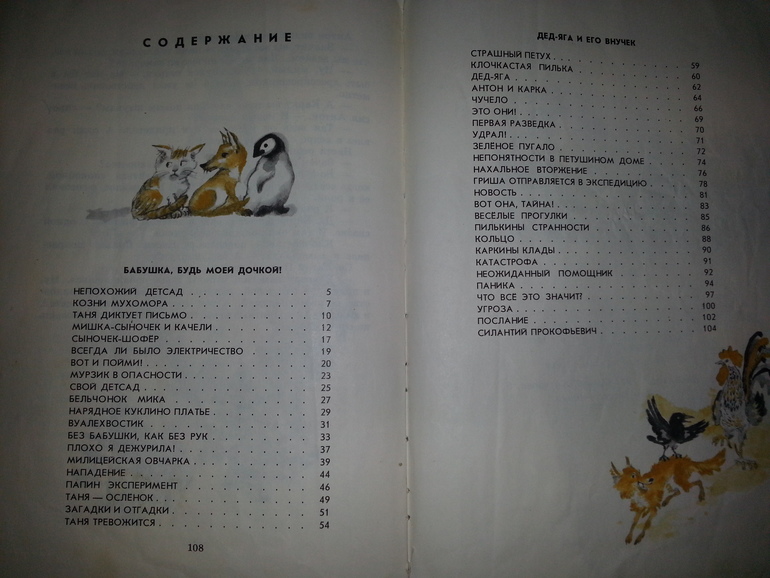 СОДЕРЖАНИЕ
БАБУШКА, БУДЬ МОЕЙ ДОЧКОЙ!
НЕПОХОЖИЙ ДЕТСАД . . . . . . . . . 5
КОЗНИ МУХОМОРА . . . . . . . . . 7
ТАНЯ ДИКТУЕТ ПИСЬМО . . . . . . . . 10
МИШКА-СЫНОЧЕК И КАЧЕЛИ . . . . . . . 12
СЫНОЧЕК-ШОФЕР . . . . . . . . . 17
ВСЕГДА ЛИ БЫЛО ЭЛЕКТРИЧЕСТВО . . . . . 19
ВОТ И ПОЙМИ! . . . . . . . . . . 20
МУРЗИК В ОПАСНОСТИ . . . . . . . . 23
СВОЙ ДЕТСАД . . . . . . . . . . 25
БЕЛЬЧОНОК МИКА . . . . . . . . . 27
НАРЯДНОЕ КУКЛИНО ПЛАТЬЕ . . . . . . . 29
ВУАЛЕХВОСТИК . . . . . . . . . . 31
БЕЗ БАБУШКИ, КАК БЕЗ РУК . . . . . . . 33
ПЛОХО Я ДЕЖУРИЛА! . . . . . . . . 37
МИЛИЦЕЙСКАЯ ОВЧАРКА . . . . . . . . 39
НАПАДЕНИЕ . . . . . . . . . . . 44
ПАПИН ЭКСПЕРИМЕНТ . . . . . . . . 46
ТАНЯ — ОСЛЕНОК . . . . . . . . . 49
ЗАГАДКИ И ОТГАДКИ . . . . . . . . 51
ТАНЯ ТРЕВОЖИТСЯ . . . . . . . . . 54
108
ДЕД-ЯГА И ЕГО ВНУЧЕК
СТРАШНЫЙ ПЕТУХ . . . . . . . . . 59
КЛОЧКАСТАЯ ПИЛЬКА . . . . . . . . 60
ДЕД-ЯГА . . . . . . . . . . . 62
АНТОН И КАРКА . . . . . . . . . 64
ЧУЧЕЛО . . . . . . . . . . . 66
ЭТО ОНИ! . . . . . . . . . . . 69
ПЕРВАЯ РАЗВЕДКА . . . . . . . . . 70
УДРАЛ! . . . . . . . . . . . 71
ЗЕЛЁНОЕ ПУГАЛО . . . . . . . . . 72
НЕПОНЯТНОСТИ В ПЕТУШИНОМ ДОМЕ . . . . 74
НАХАЛЬНОЕ ВТОРЖЕНИЕ . . . . . . . 76
ГРИША ОТПРАВЛЯЕТСЯ В ЭКСПЕДИЦИЮ . . . . 78
НОВОСТЬ . . . . . . . . . . . 81
ВОТ ОНА, ТАЙНА! . . . . . . . . . 83
ВЕСЕЛЫЕ ПРОГУЛКИ . . . . . . . . 85
ПИЛЬКИНЫ СТРАННОСТИ . . . . . . . 86
КОЛЬЦО . . . . . . . . . . . 88
КАРКИНЫ КЛАДЫ . . . . . . . . . 90
КАТАСТРОФА . . . . . . . . . . 91
НЕОЖИДАННЫЙ ПОМОЩНИК . . . . . . 92
ПАНИКА . . . . . . . . . . . 94
ЧТО ВСЁ ЭТО ЗНАЧИТ? . . . . . . . . 97
УГРОЗА . . . . . . . . . . . 100
ПОСЛАНИЕ . . . . . . . . . . 102
СИЛАНТИЙ ПРОКОФЬЕВИЧ . . . . . . . 104